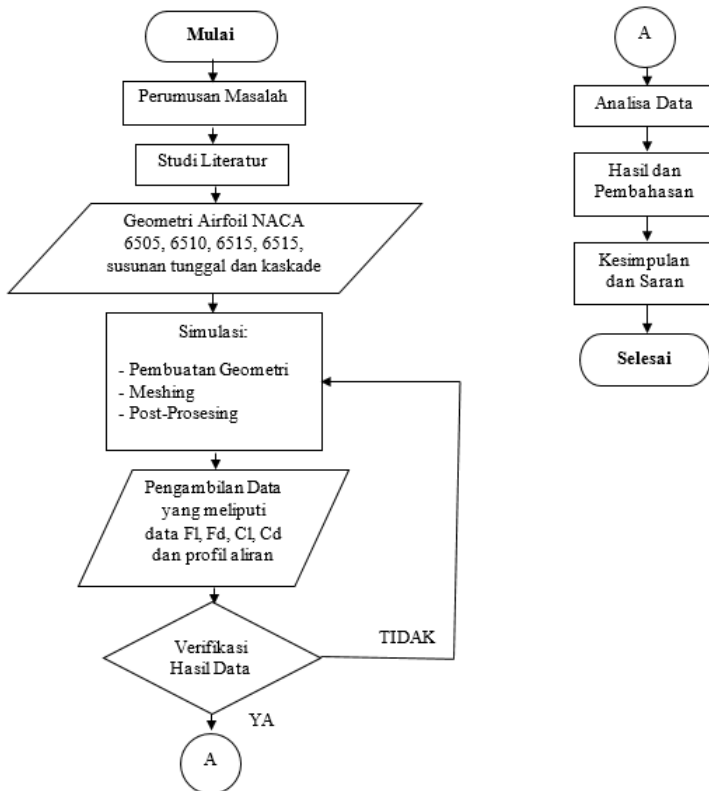 Mulai
Perumusan Masalah
Studi Literatur
Geometri Airfoil NACA
6505, 6510, 6515, 6515,
susunan tunggal dan kaskade
Simulasi:
- Pembuatan Geometri
- Meshing
- Post-Prosesing
Pengambilan Data
yang meliputi
data Fl, Fd, Cl, Cd
dan profil aliran
Verifikasi
Hasil Data
TIDAK
YA
A
A
Analisa Data
Hasil dan
Pembahasan
Kesimpulan
dan Saran
Selesai